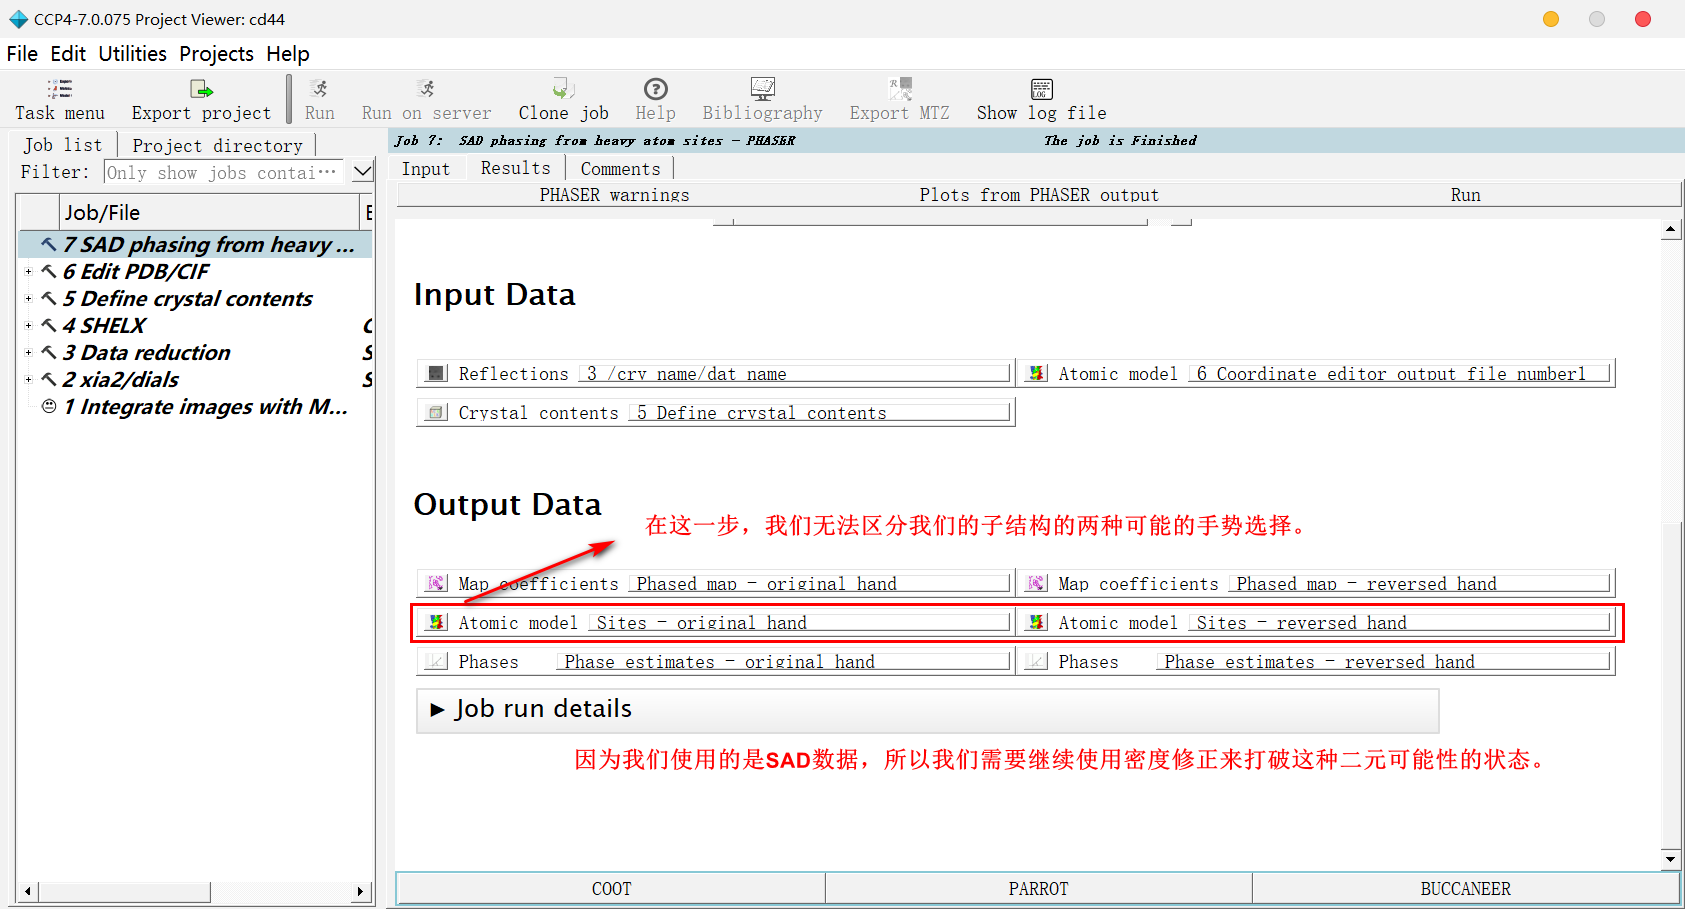 CCP4-7.0.075 Project Viewer: cd44
File Edit Utilities Projects Help
Task menu Export project Run Run on server Clone job Help Bibliography Export MTZ Show log file
Job list Project directory
Filter: Only show jobs contai···
Job/File E
7 SAD phasing from heavy ...
6 Edit PDB/CIF
5 Define crystal contents
4 SHELX C
3 Data reduction S
2 xia2/dials S
1 Integrate images with M...
Job 7: SAD phasing from heavy atom sites - PHASER The job is Finished
Input Results Comments
PHASER warnings Plots from PHASER output Run
Input Data
Reflections 3 /cry_name/dat_name Atomic model 6 Coordinate editor output file number1
Crystal contents 5 Define crystal contents
Output Data
在这一步，我们无法区分我们的子结构的两种可能的手势选择。
Map coefficients Phased map - original hand Map coefficients Phased map - reversed hand
Atomic model Sites - original hand Atomic model Sites - reversed hand
Phases Phase estimates - original hand Phases Phase estimates - reversed hand
► Job run details
因为我们使用的是SAD数据，所以我们需要继续使用密度修正来打破这种二元可能性的状态。
COOT PARROT BUCCANEER